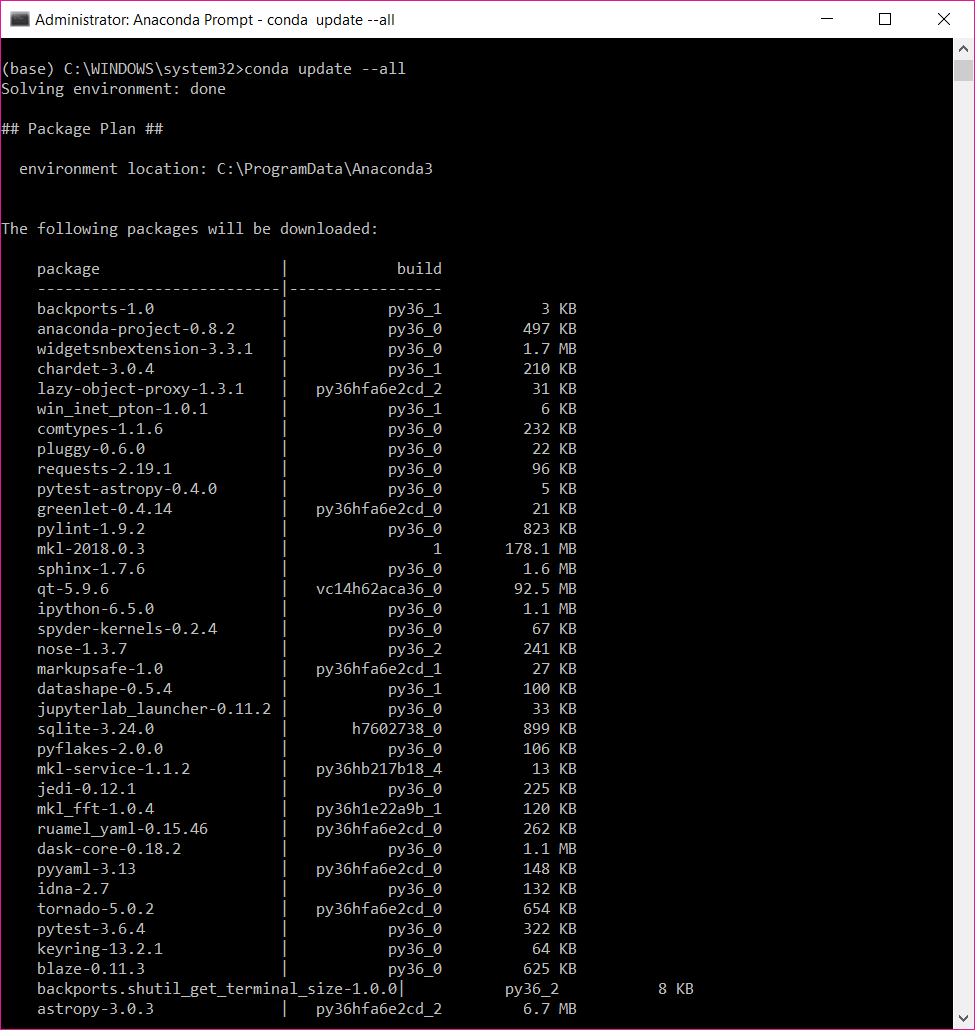 Administrator: Anaconda Prompt - conda  update --all
(base) C:\WINDOWS\system32>conda update --all
Solving environment: done
## Package Plan ##
  environment location: C:\ProgramData\Anaconda3
The following packages will be downloaded:
    package                    |            build
    ---------------------------|-----------------
    backports-1.0              |           py36_1           3 KB
    anaconda-project-0.8.2     |           py36_0         497 KB
    widgetsnbextension-3.3.1   |           py36_0         1.7 MB
    chardet-3.0.4              |           py36_1         210 KB
    lazy-object-proxy-1.3.1    |   py36hfa6e2cd_2          31 KB
    win_inet_pton-1.0.1        |           py36_1           6 KB
    comtypes-1.1.6             |           py36_0         232 KB
    pluggy-0.6.0               |           py36_0          22 KB
    requests-2.19.1            |           py36_0          96 KB
    pytest-astropy-0.4.0       |           py36_0           5 KB
    greenlet-0.4.14            |   py36hfa6e2cd_0          21 KB
    pylint-1.9.2               |           py36_0         823 KB
    mkl-2018.0.3               |                1       178.1 MB
    sphinx-1.7.6               |           py36_0         1.6 MB
    qt-5.9.6                   |   vc14h62aca36_0        92.5 MB
    ipython-6.5.0              |           py36_0         1.1 MB
    spyder-kernels-0.2.4       |           py36_0          67 KB
    nose-1.3.7                 |           py36_2         241 KB
    markupsafe-1.0             |   py36hfa6e2cd_1          27 KB
    datashape-0.5.4            |           py36_1         100 KB
    jupyterlab_launcher-0.11.2 |           py36_0          33 KB
    sqlite-3.24.0              |       h7602738_0         899 KB
    pyflakes-2.0.0             |           py36_0         106 KB
    mkl-service-1.1.2          |   py36hb217b18_4          13 KB
    jedi-0.12.1                |           py36_0         225 KB
    mkl_fft-1.0.4              |   py36h1e22a9b_1         120 KB
    ruamel_yaml-0.15.46        |   py36hfa6e2cd_0         262 KB
    dask-core-0.18.2           |           py36_0         1.1 MB
    pyyaml-3.13                |   py36hfa6e2cd_0         148 KB
    idna-2.7                   |           py36_0         132 KB
    tornado-5.0.2              |   py36hfa6e2cd_0         654 KB
    pytest-3.6.4               |           py36_0         322 KB
    keyring-13.2.1             |           py36_0          64 KB
    blaze-0.11.3               |           py36_0         625 KB
    backports.shutil_get_terminal_size-1.0.0|           py36_2           8 KB
    astropy-3.0.3              |   py36hfa6e2cd_2         6.7 MB